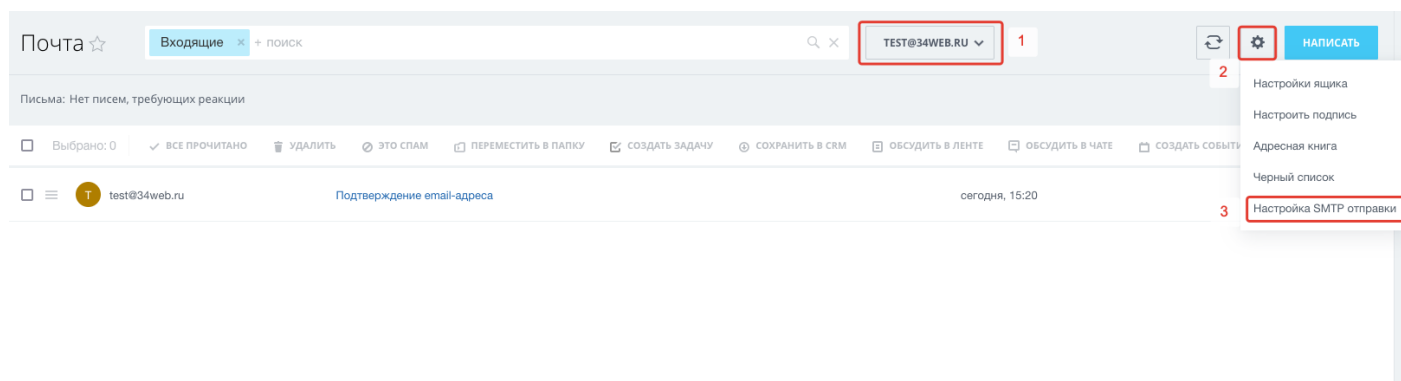 Почта Входящие × + поиск TEST@34WEB.RU 1 НАПИСАТЬ
2
Настройки ящика
Письма: Нет писем, требующих реакции
Настроить подпись
Выбрано: 0 ВСЕ ПРОЧИТАНО УДАЛИТЬ ЭТО СПАМ ПЕРЕМЕСТИТЬ В ПАПКУ СОЗДАТЬ ЗАДАЧУ СОХРАНИТЬ В CRM ОБСУДИТЬ В ЛЕНТЕ ОБСУДИТЬ В ЧАТЕ СОЗДАТЬ СОБЫТИ
Адресная книга
Черный список
T test@34web.ru Подтверждение email-адреса сегодня, 15:20
3 Настройка SMTP отправки